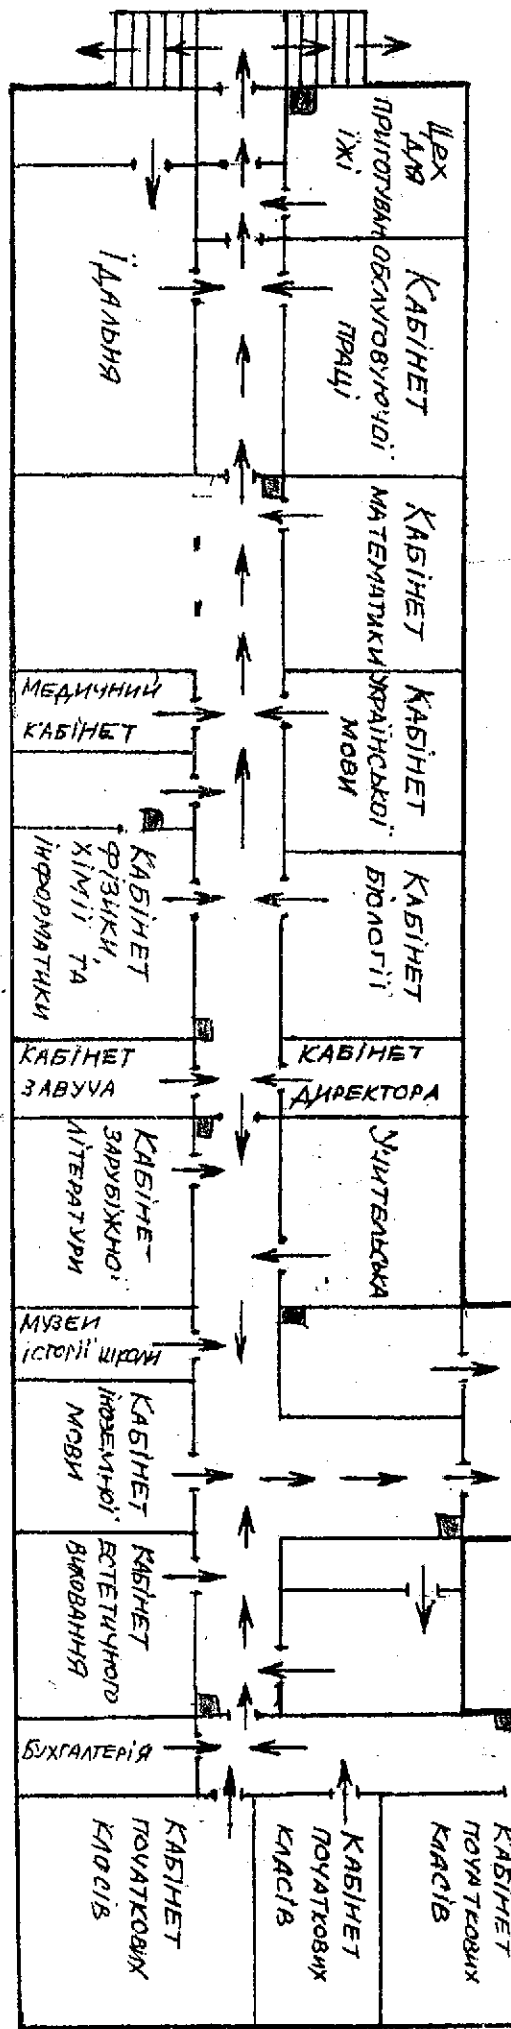 Цех
для
приготуван
їжі
Їдальня
Кабінет
обслуговуючої
праці
Кабінет
математики
Медичний
кабінет
Кабінет
української
мови
Кабінет
фізики,
хімії та
інформатики
Кабінет
біології
Кабінет
завуча
Кабінет
директора
Кабінет
зарубіжної
літератури
Учительська
Музей
історії школи
Кабінет
іноземної
мови
Кабінет
естетичного
виховання
Бухгалтерія
Кабінет
початкових
класів
Кабінет
початкових
класів
Кабінет
початкових
класів